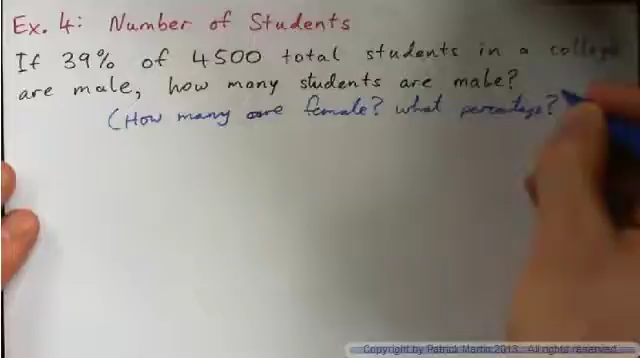 Ex. 4: Number of Students
If 39% of 4500 total students in a college
are male, how many students are male?
(How many are female? what percentage?
Copyright by Patrick Martin 2013. All rights reserved.